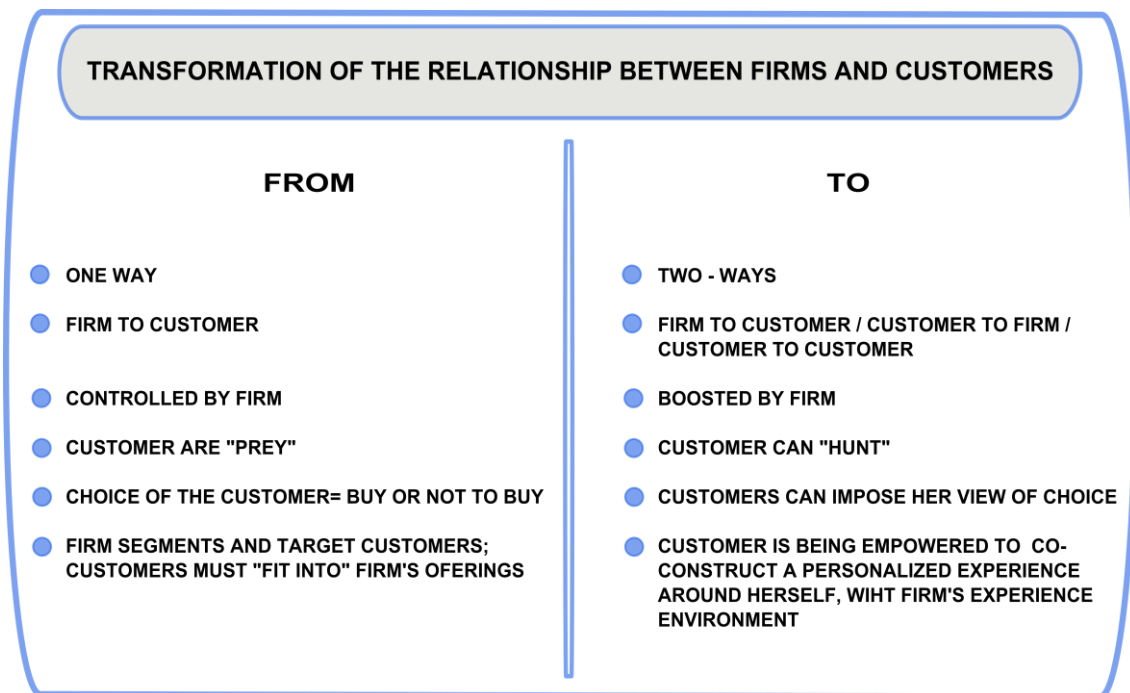 TRANSFORMATION OF THE RELATIONSHIP BETWEEN FIRMS AND CUSTOMERS
FROM
ONE WAY
FIRM TO CUSTOMER
CONTROLLED BY FIRM
CUSTOMER ARE "PREY"
CHOICE OF THE CUSTOMER= BUY OR NOT TO BUY
FIRM SEGMENTS AND TARGET CUSTOMERS;
CUSTOMERS MUST "FIT INTO" FIRM'S OFERINGS
TO
TWO - WAYS
FIRM TO CUSTOMER / CUSTOMER TO FIRM /
CUSTOMER TO CUSTOMER
BOOSTED BY FIRM
CUSTOMER CAN "HUNT"
CUSTOMERS CAN IMPOSE HER VIEW OF CHOICE
CUSTOMER IS BEING EMPOWERED TO CO-
CONSTRUCT A PERSONALIZED EXPERIENCE
AROUND HERSELF, WIHT FIRM'S EXPERIENCE
ENVIRONMENT